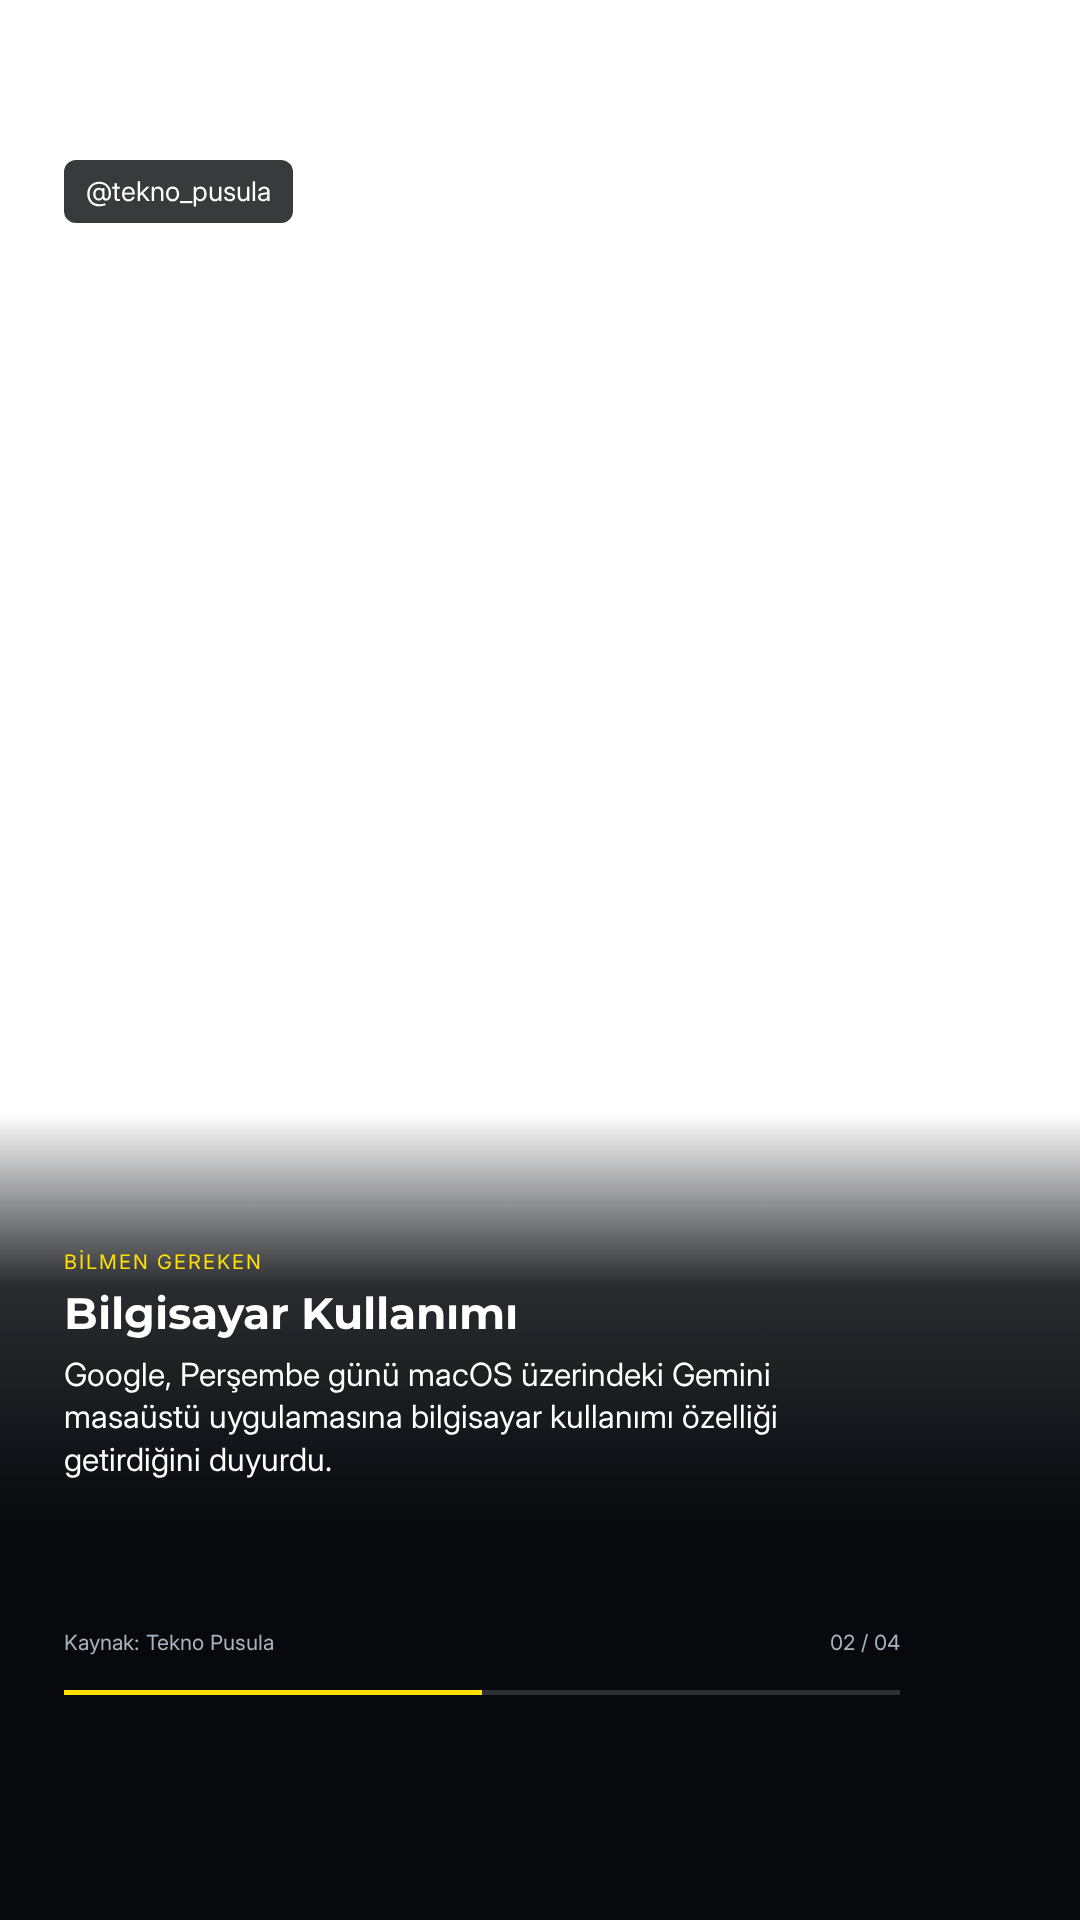 @tekno_pusula
BİLMEN GEREKEN
Bilgisayar Kullanımı
Google, Perşembe günü macOS üzerindeki Gemini
masaüstü uygulamasına bilgisayar kullanımı özelliği
getirdiğini duyurdu.
Kaynak: Tekno Pusula
02 / 04